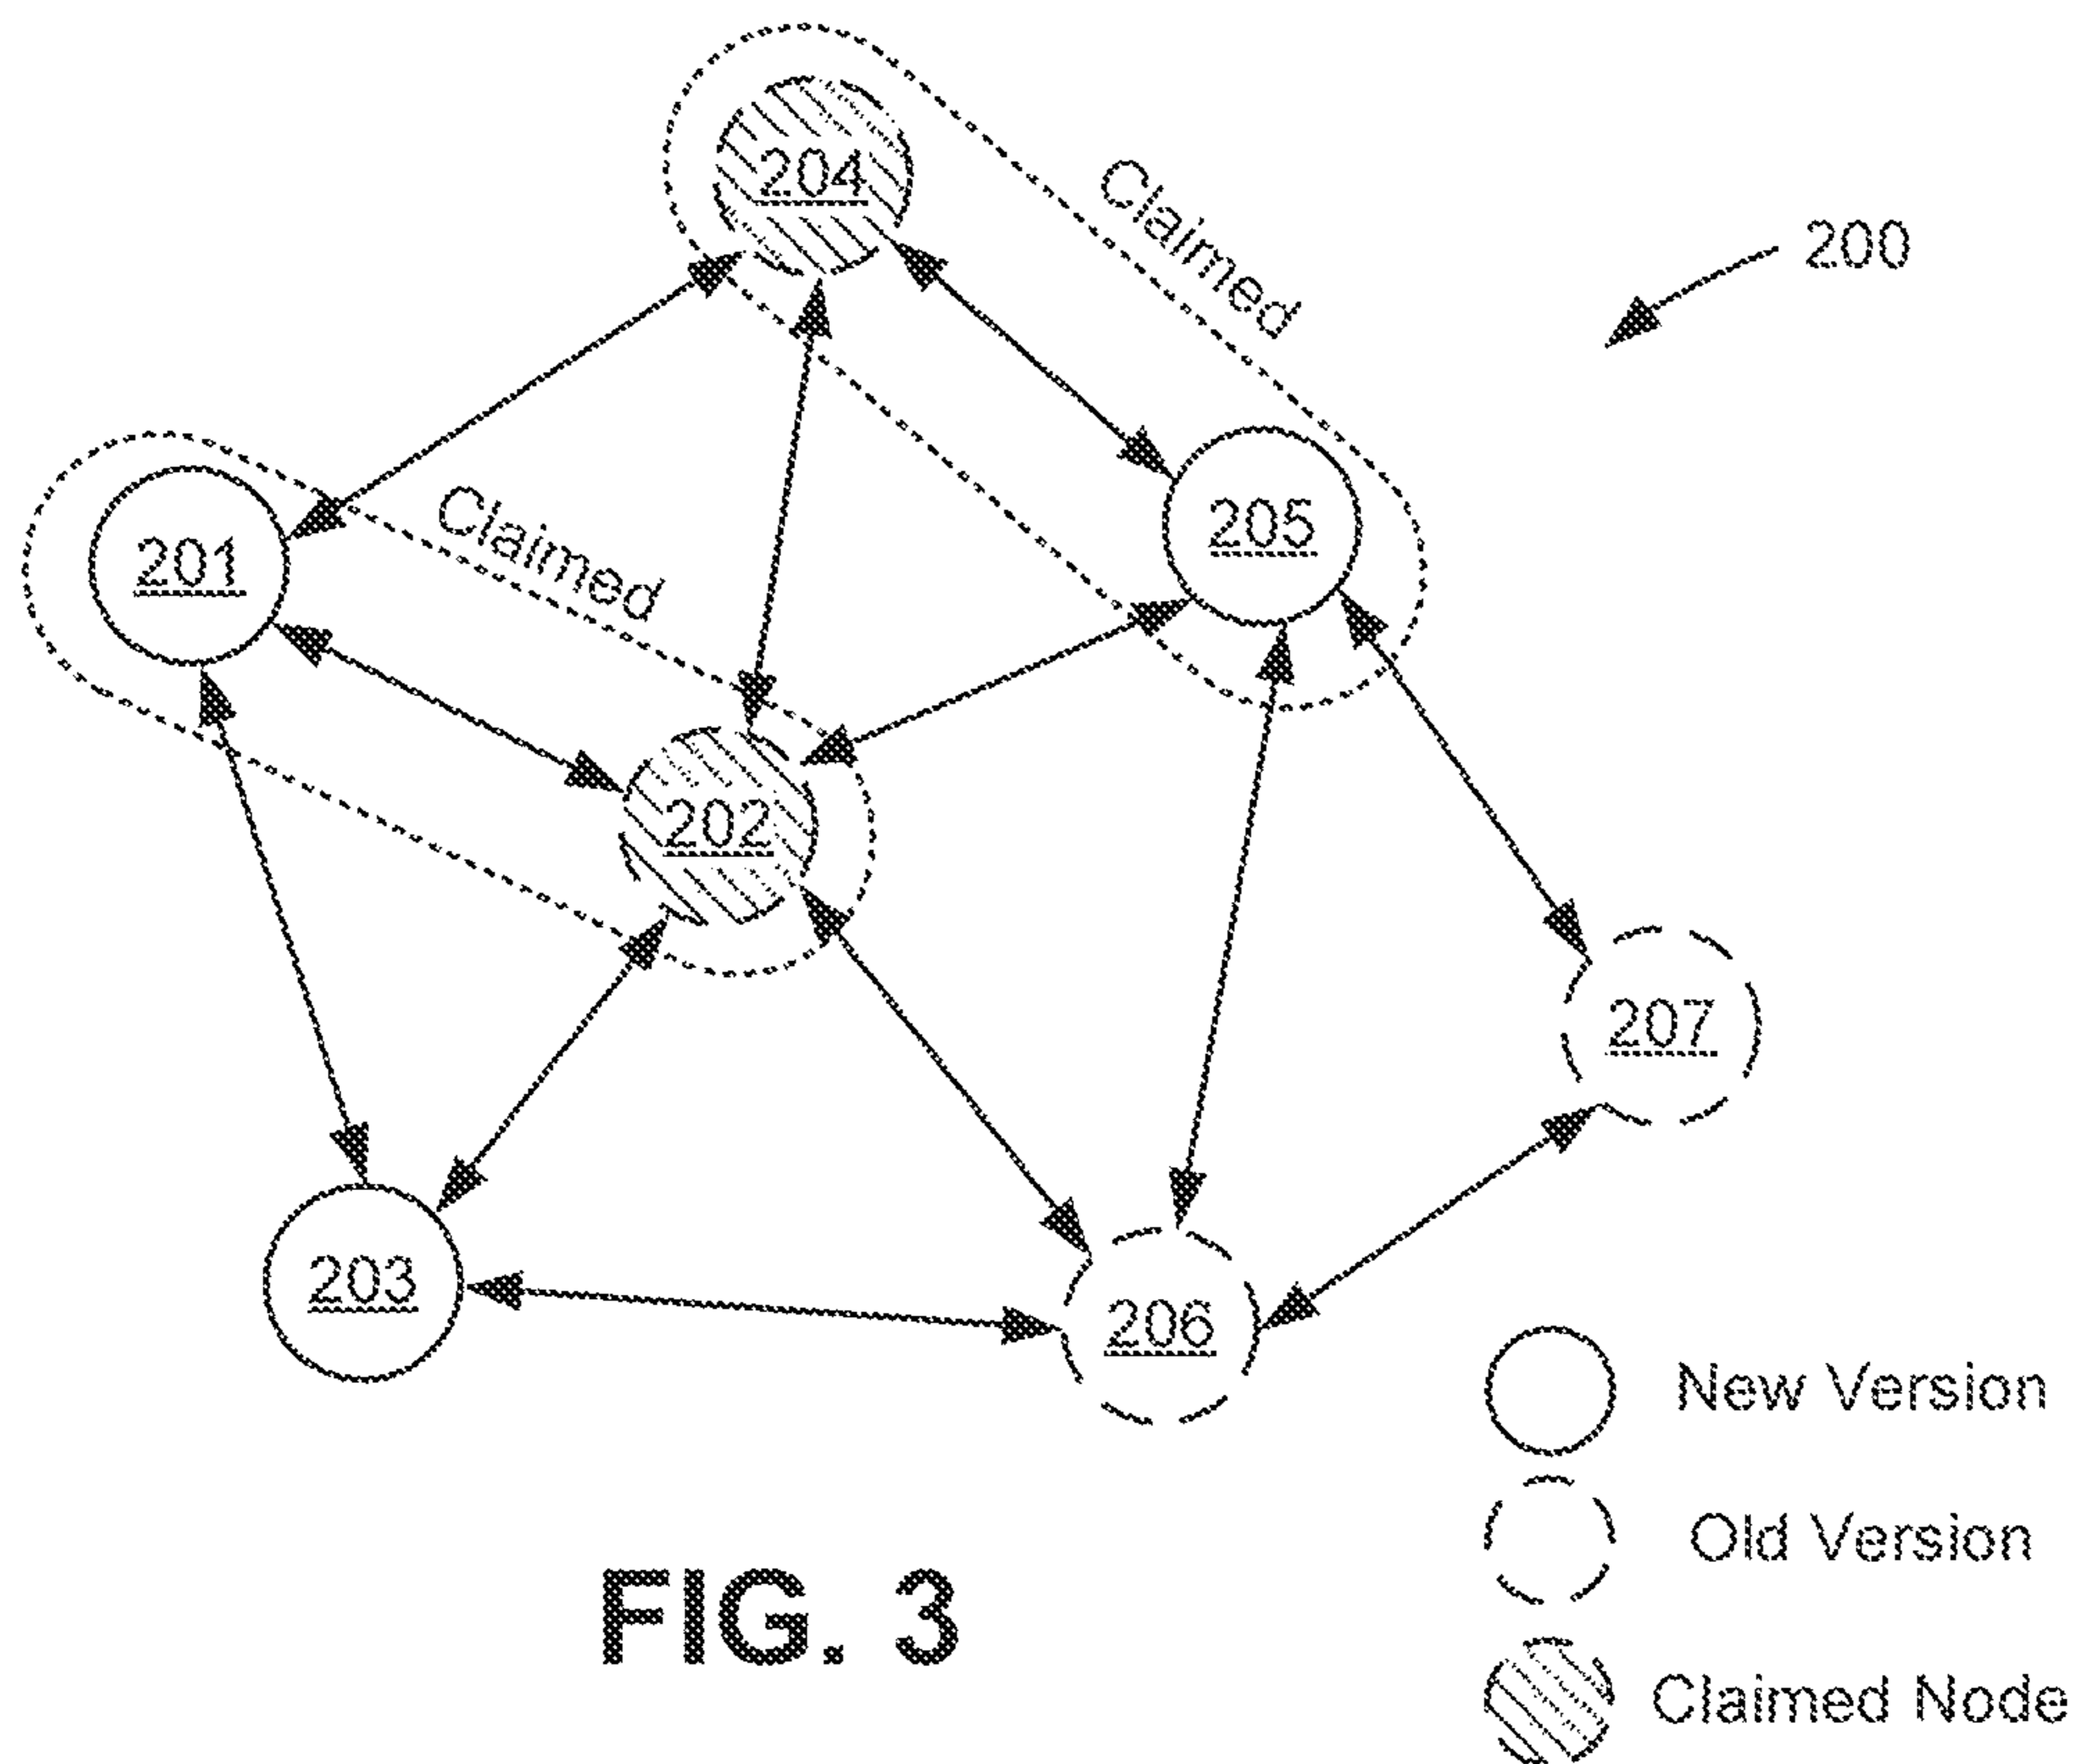 204
Claimed
200
205
Claimed
201
202
207
203
206
New Version
Old Version
Claimed Node
FIG. 3